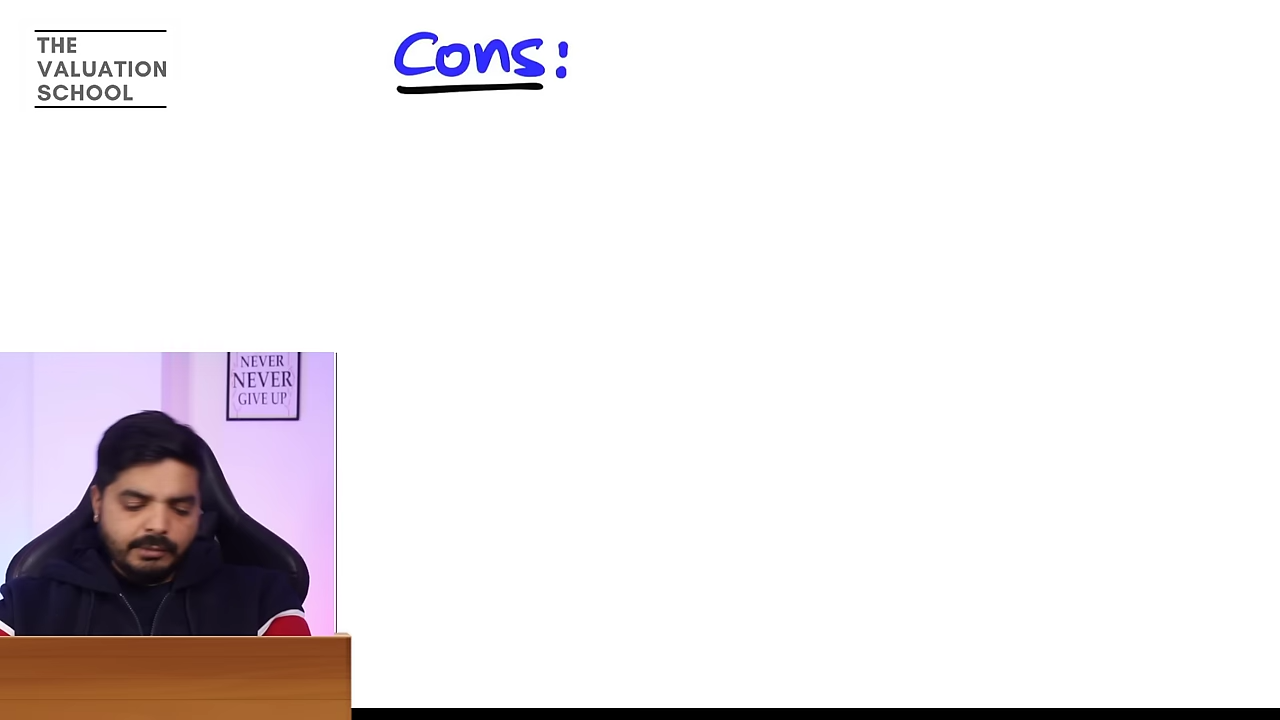 THE
VALUATION
SCHOOL
Cons:
NEVER
NEVER
GIVE UP